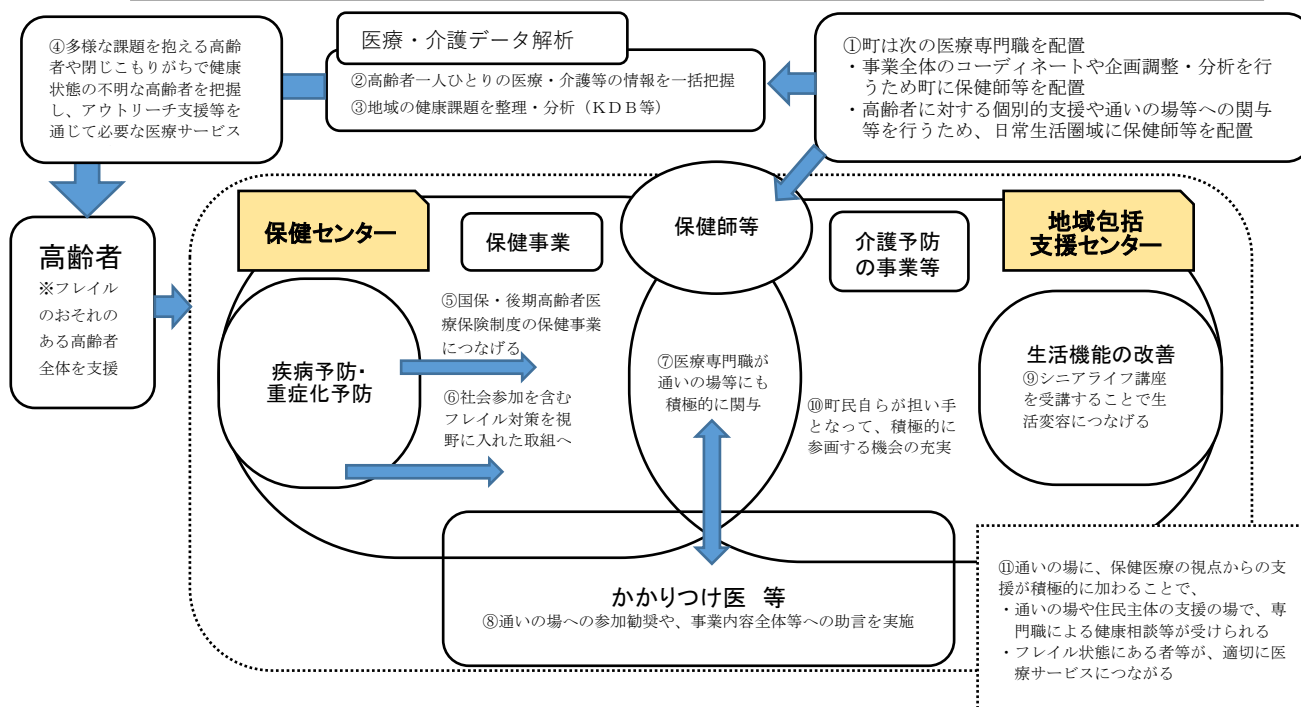 ④多様な課題を抱える高齢
者や閉じこもりがちで健康
状態の不明な高齢者を把握
し、アウトリーチ支援等を
通じて必要な医療サービス
医療・介護データ解析
②高齢者一人ひとりの医療・介護等の情報を一括把握
③地域の健康課題を整理・分析（ＫＤＢ等）
①町は次の医療専門職を配置
・事業全体のコーディネートや企画調整・分析を行
うため町に保健師等を配置
・高齢者に対する個別的支援や通いの場等への関与
等を行うため、日常生活圏域に保健師等を配置
高齢者
※フレイル
のおそれの
ある高齢者
全体を支援
保健センター
保健事業
保健師等
介護予防
の事業等
地域包括
支援センター
疾病予防・
重症化予防
⑤国保・後期高齢者医
療保険制度の保健事業
につなげる
⑥社会参加を含む
フレイル対策を視
野に入れた取組へ
⑦医療専門職が
通いの場等にも
積極的に関与
⑩町民自らが担い手
となって、積極的に
参画する機会の充実
生活機能の改善
⑨シニアライフ講座
を受講することで生
活変容につなげる
かかりつけ医　等
⑧通いの場への参加勧奨や、事業内容全体等への助言を実施
⑪通いの場に、保健医療の視点からの支
援が積極的に加わることで、
・通いの場や住民主体の支援の場で、専
門職による健康相談等が受けられる
・フレイル状態にある者等が、適切に医
療サービスにつながる